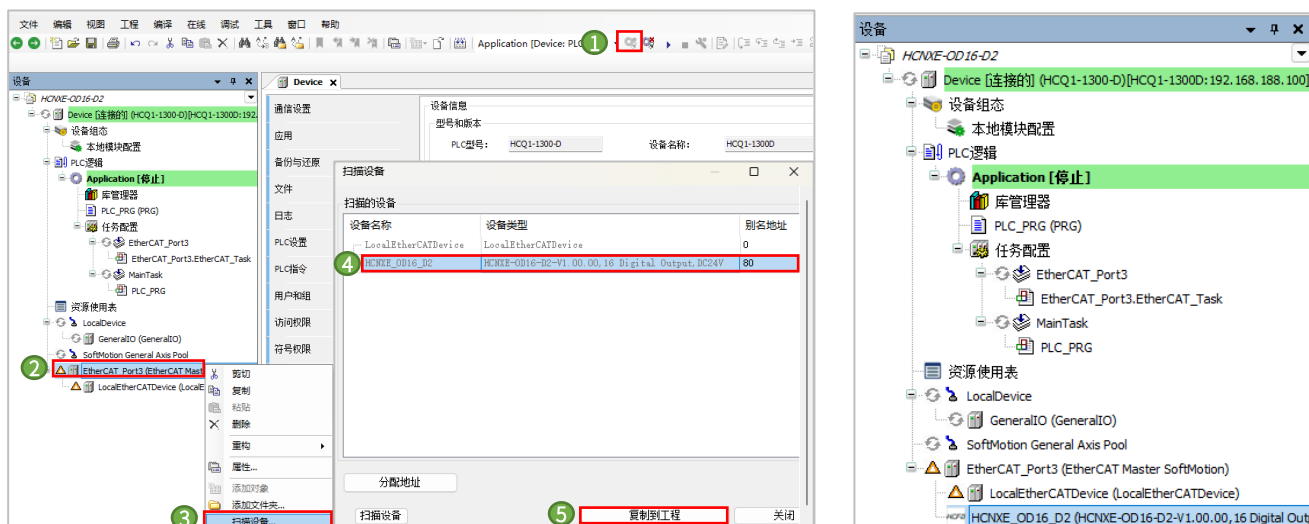 文件 编辑 视图 工程 编译 在线 调试 工具 窗口 帮助
Application [Device: PLC
1
设备
HCNXE-OD16-D2
Device [连接的] (HCQ1-1300-D)[HCQ1-1300D:192.
设备组态
本地模块配置
PLC逻辑
Application [停止]
库管理器
PLC_PRG (PRG)
任务配置
EtherCAT_Port3
EtherCAT_Port3.EtherCAT_Task
MainTask
PLC_PRG
资源使用表
LocalDevice
GeneralIO (GeneralIO)
SoftMotion General Axis Pool
2
EtherCAT_Port3 (EtherCAT Mast
LocalEtherCATDevice (LocalE
剪切
复制
粘贴
删除
重构
属性...
添加对象
添加文件夹...
3
扫描设备...
Device
通信设置
应用
备份与还原
文件
日志
PLC设置
PLC指令
用户和组
访问权限
符号权限
设备信息
型号和版本
PLC型号: HCQ1-1300-D 设备名称: HCQ1-1300D
扫描设备
扫描的设备
设备名称 设备类型 别名地址
LocalEtherCATDevice LocalEtherCATDevice 0
4
HCNXE_OD16_D2 HCNXE-OD16-D2-V1.00.00,16 Digital Output,DC24V 80
分配地址
扫描设备
5
复制到工程
关闭
设备
HCNXE-OD16-D2
Device [连接的] (HCQ1-1300-D)[HCQ1-1300D:192.168.188.100]
设备组态
本地模块配置
PLC逻辑
Application [停止]
库管理器
PLC_PRG (PRG)
任务配置
EtherCAT_Port3
EtherCAT_Port3.EtherCAT_Task
MainTask
PLC_PRG
资源使用表
LocalDevice
GeneralIO (GeneralIO)
SoftMotion General Axis Pool
EtherCAT_Port3 (EtherCAT Master SoftMotion)
LocalEtherCATDevice (LocalEtherCATDevice)
HCNXE_OD16_D2 (HCNXE-OD16-D2-V1.00.00,16 Digital Out